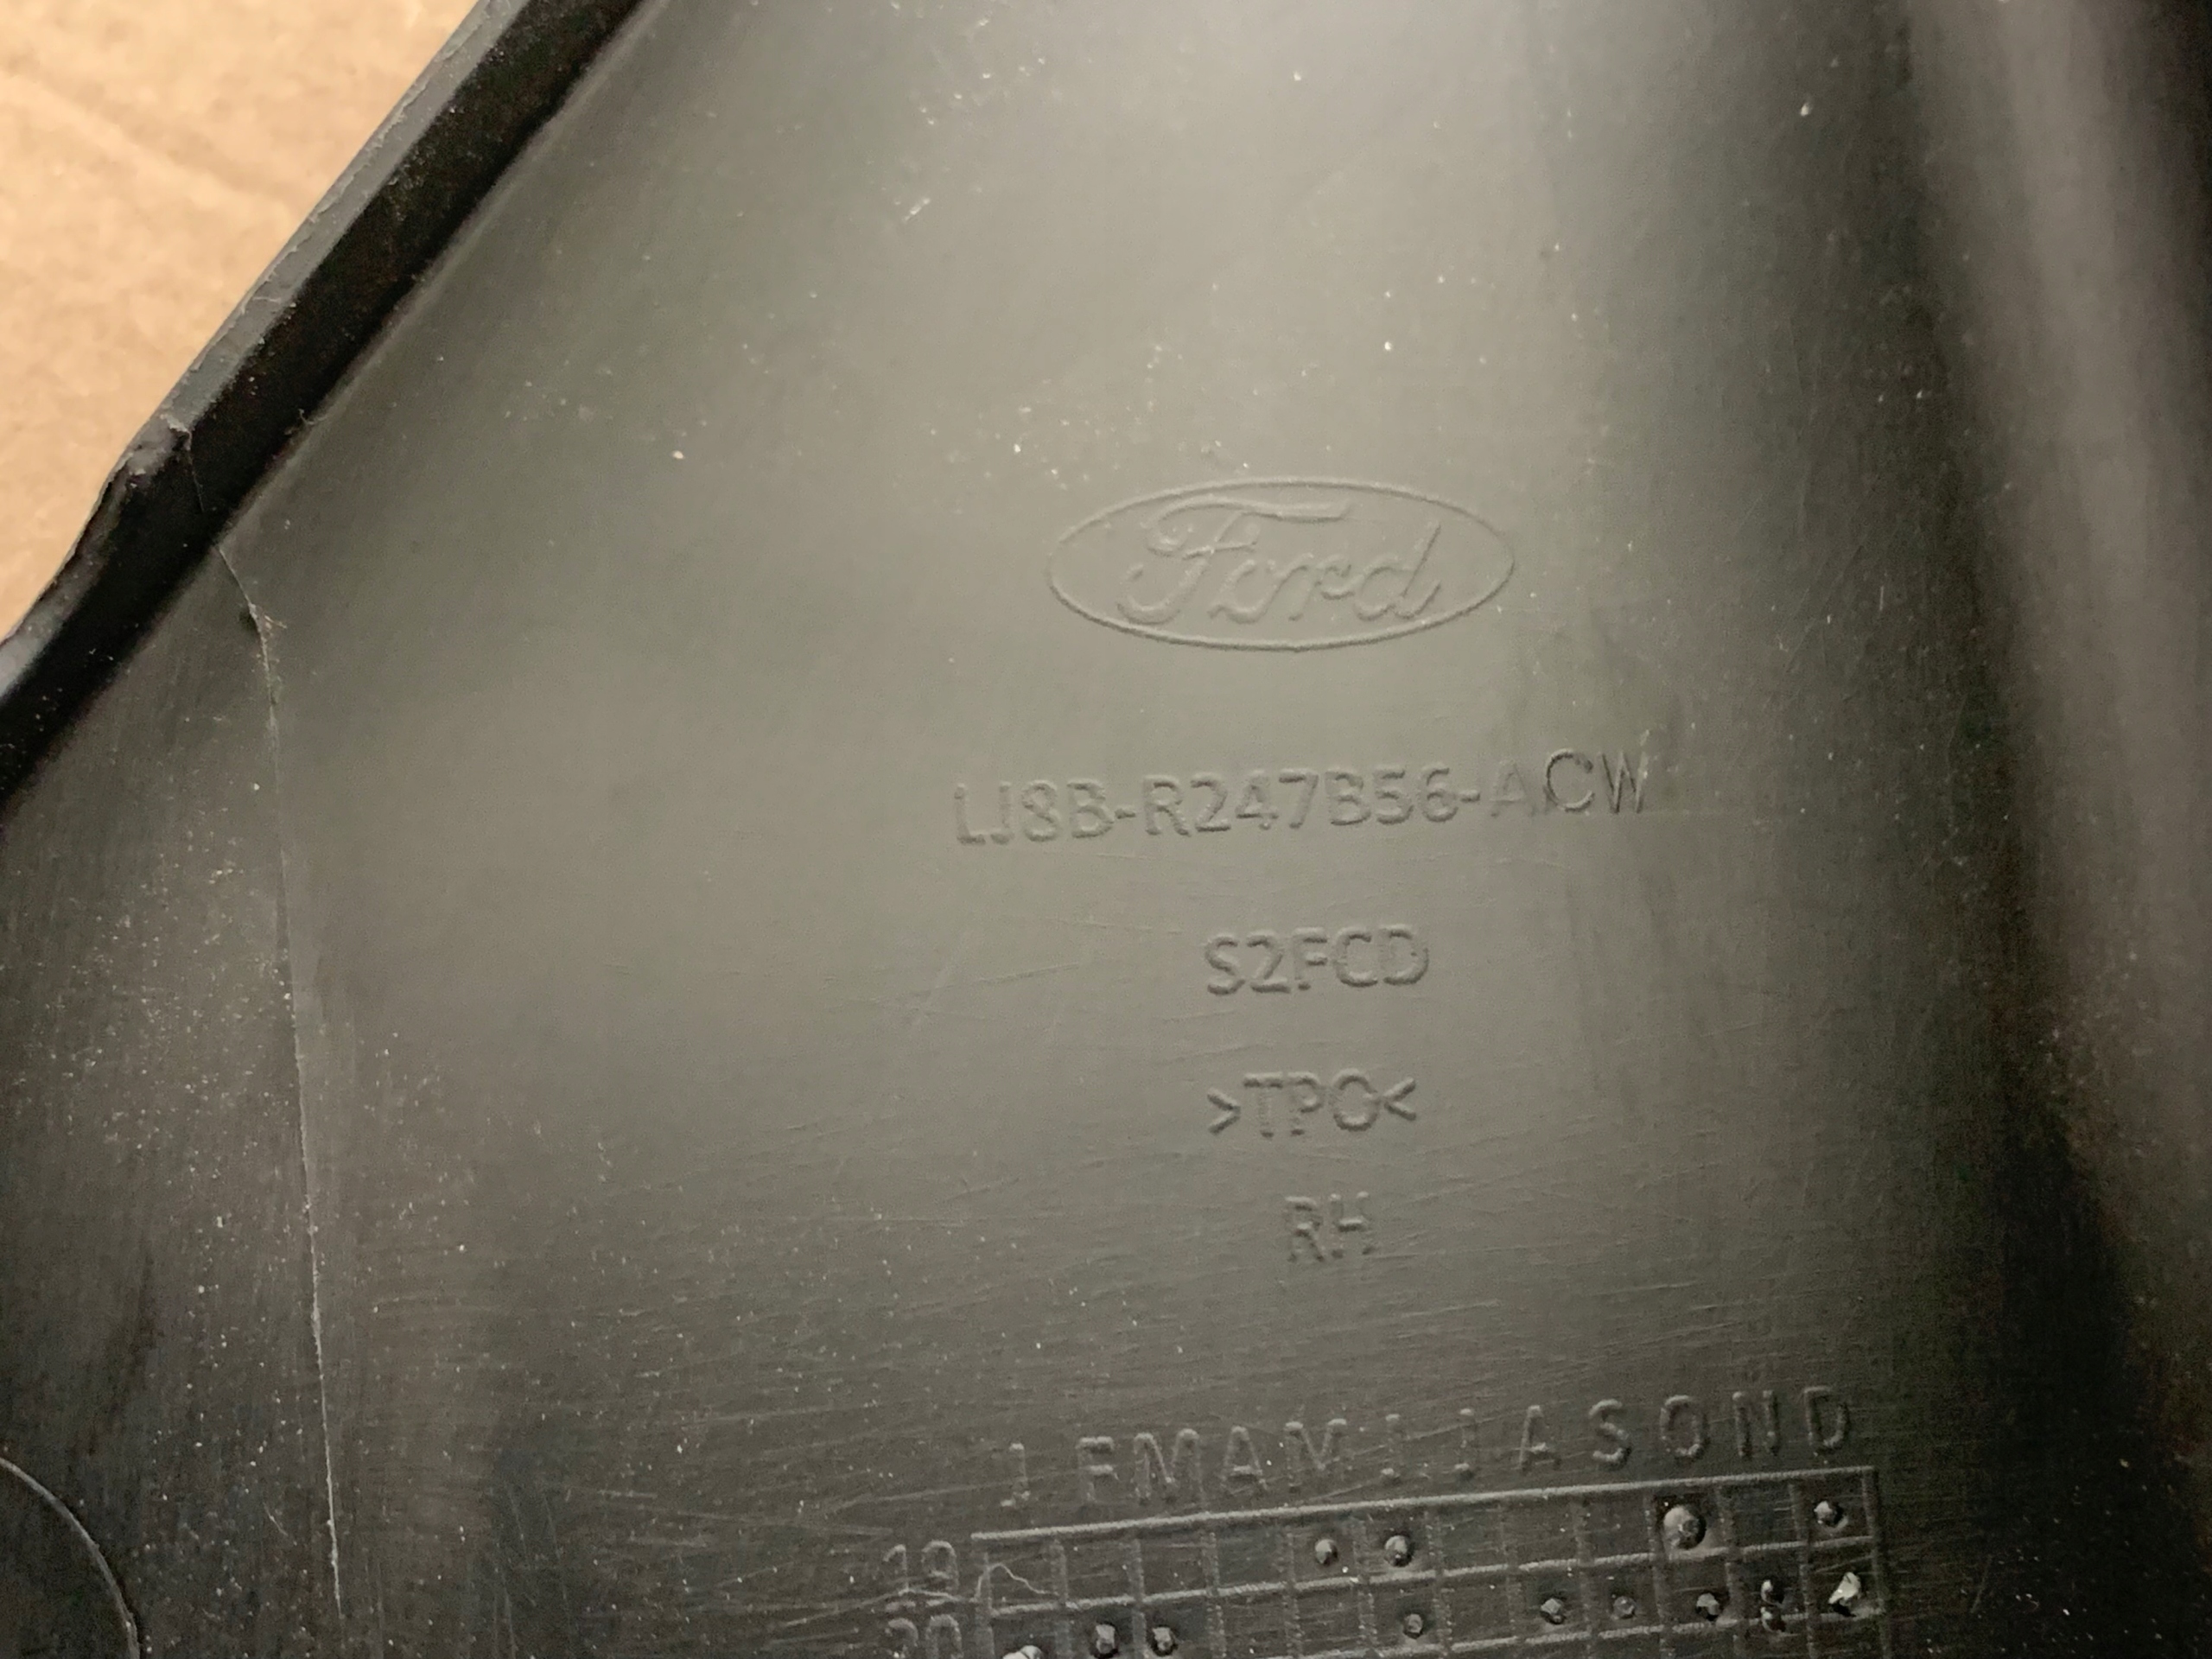 Ford
LJ8B-R247B56-ACW
S2FCD
>TPO<
RH
J F M A M J J A S O N D
19
20